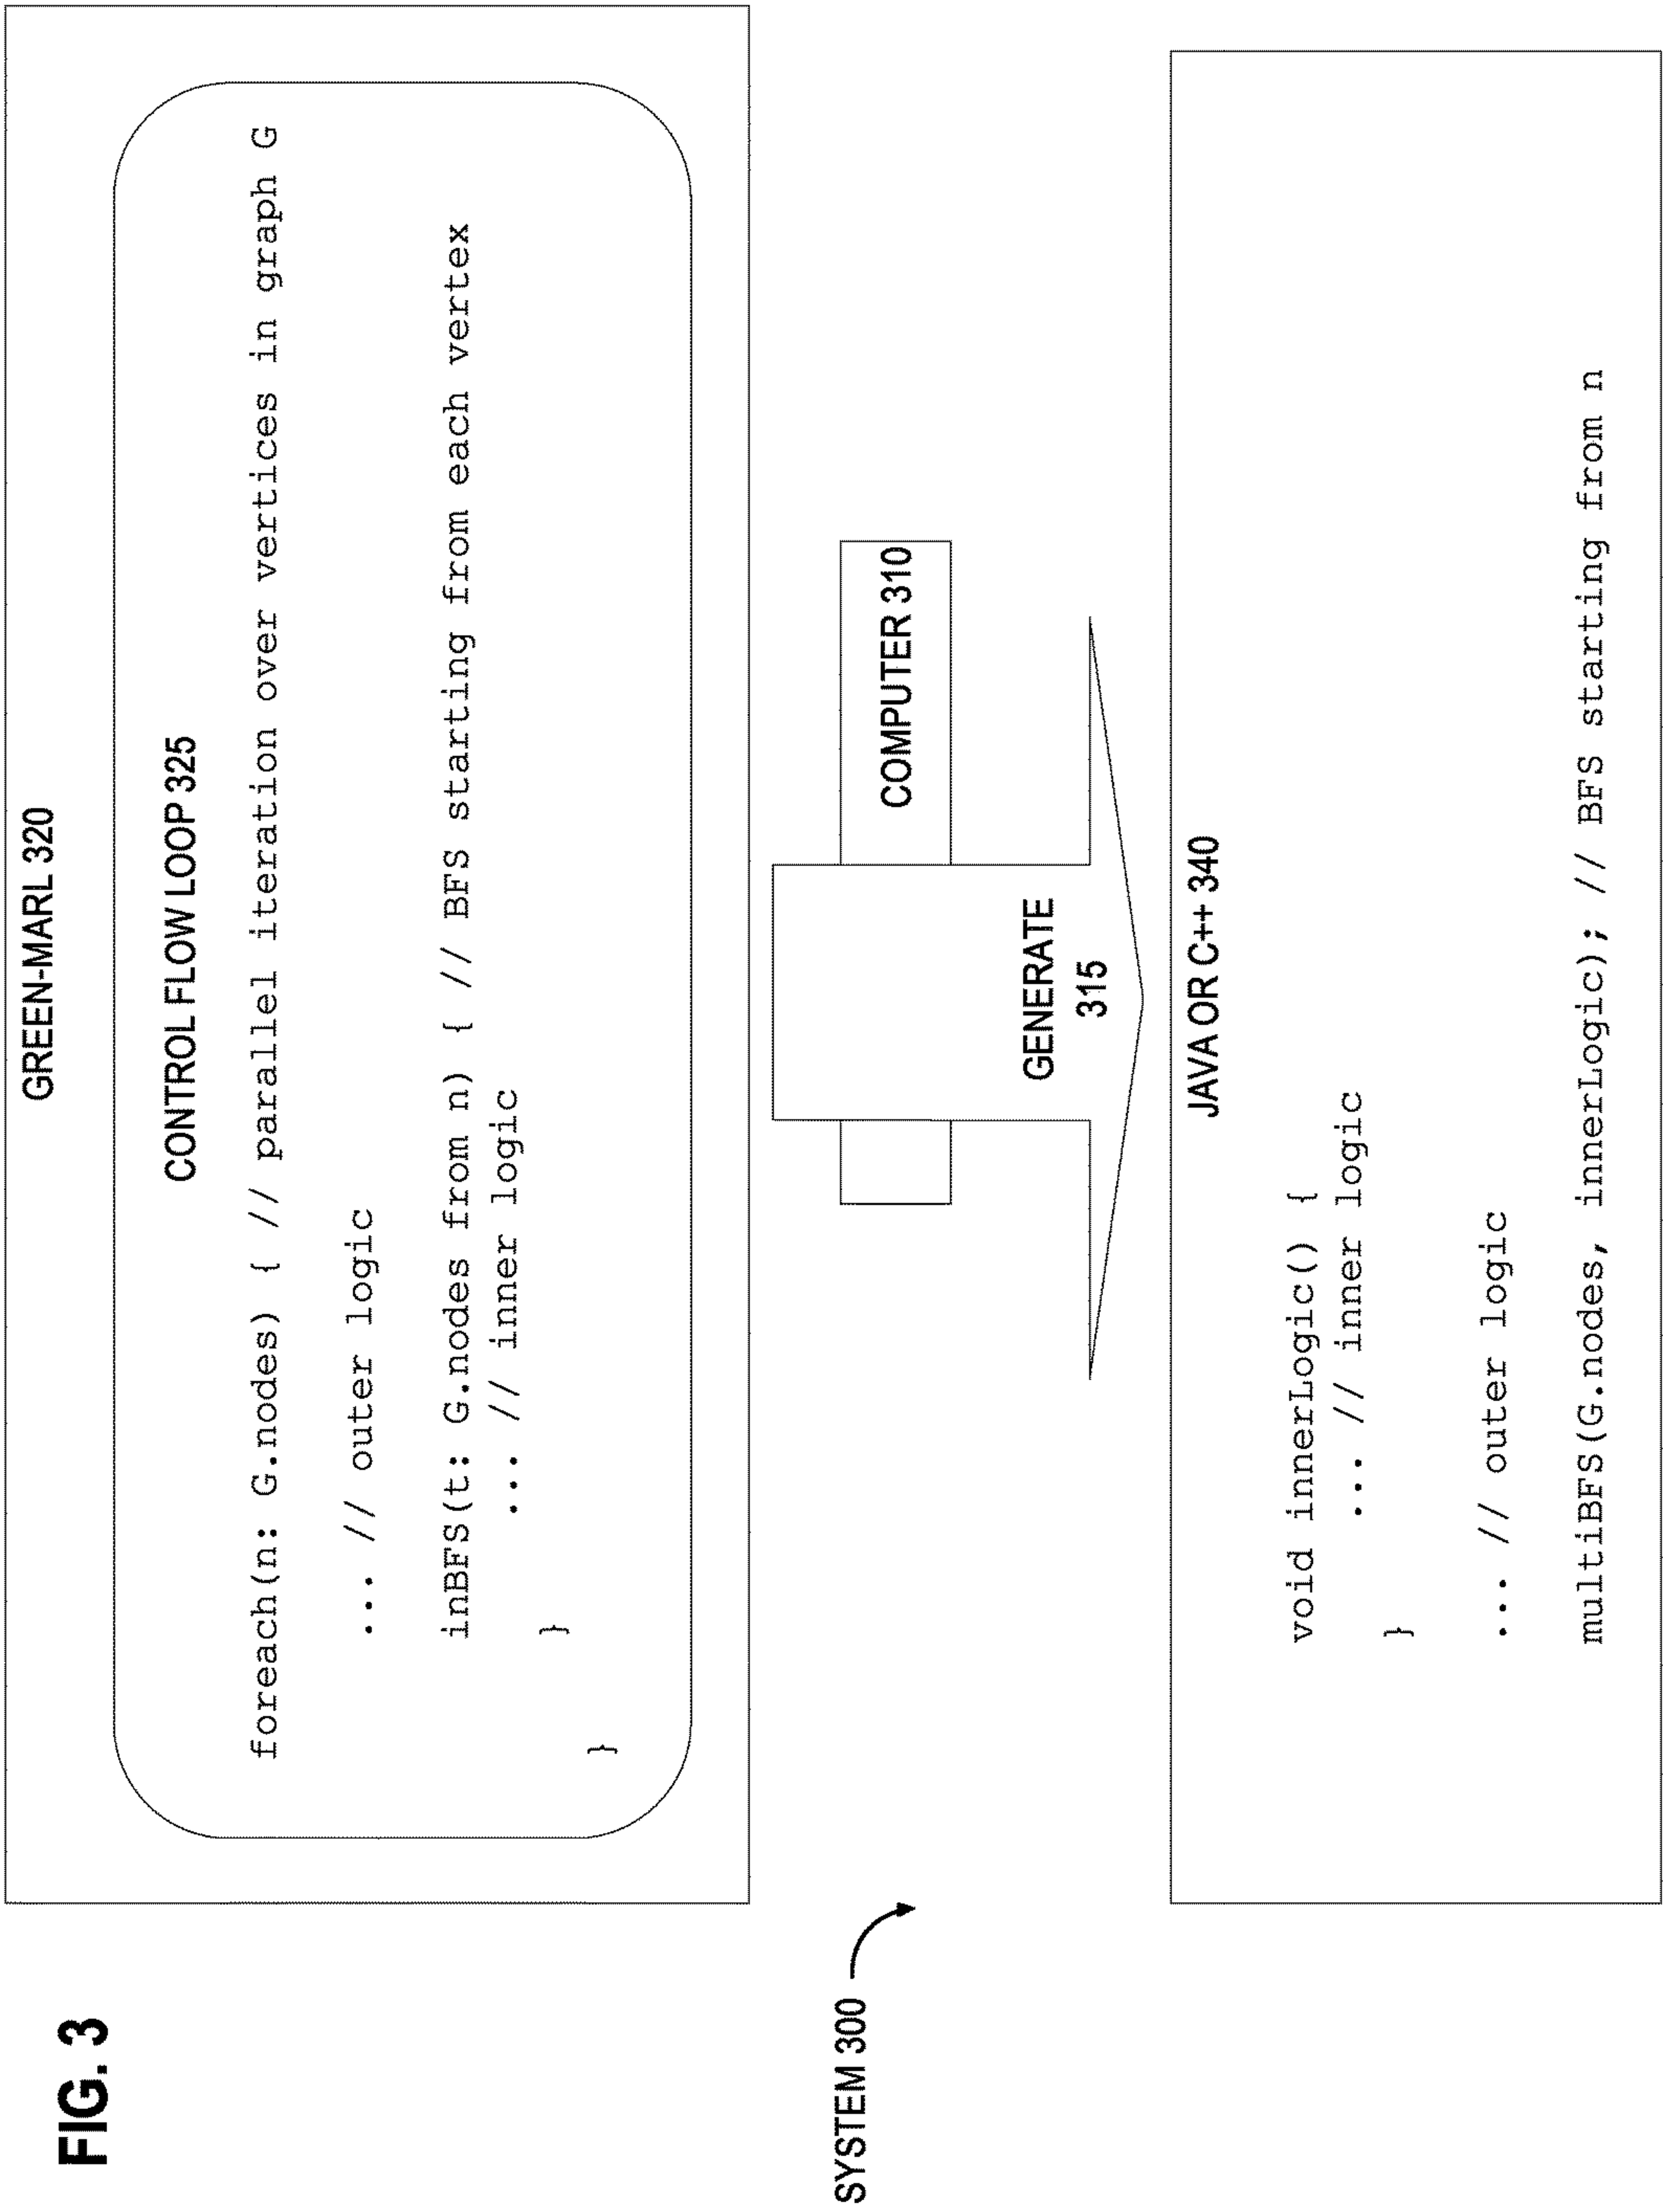 FIG. 3
GREEN-MARL 320
CONTROL FLOW LOOP 325
foreach(n: G.nodes) { // parallel iteration over vertices in graph G
... // outer logic
inBFS(t: G.nodes from n) { // BFS starting from each vertex
... // inner logic
}
}
SYSTEM 300
COMPUTER 310
GENERATE
315
JAVA OR C++ 340
void innerLogic() {
... // inner logic
}
... // outer logic
multiBFS(G.nodes, innerLogic); // BFS starting from n